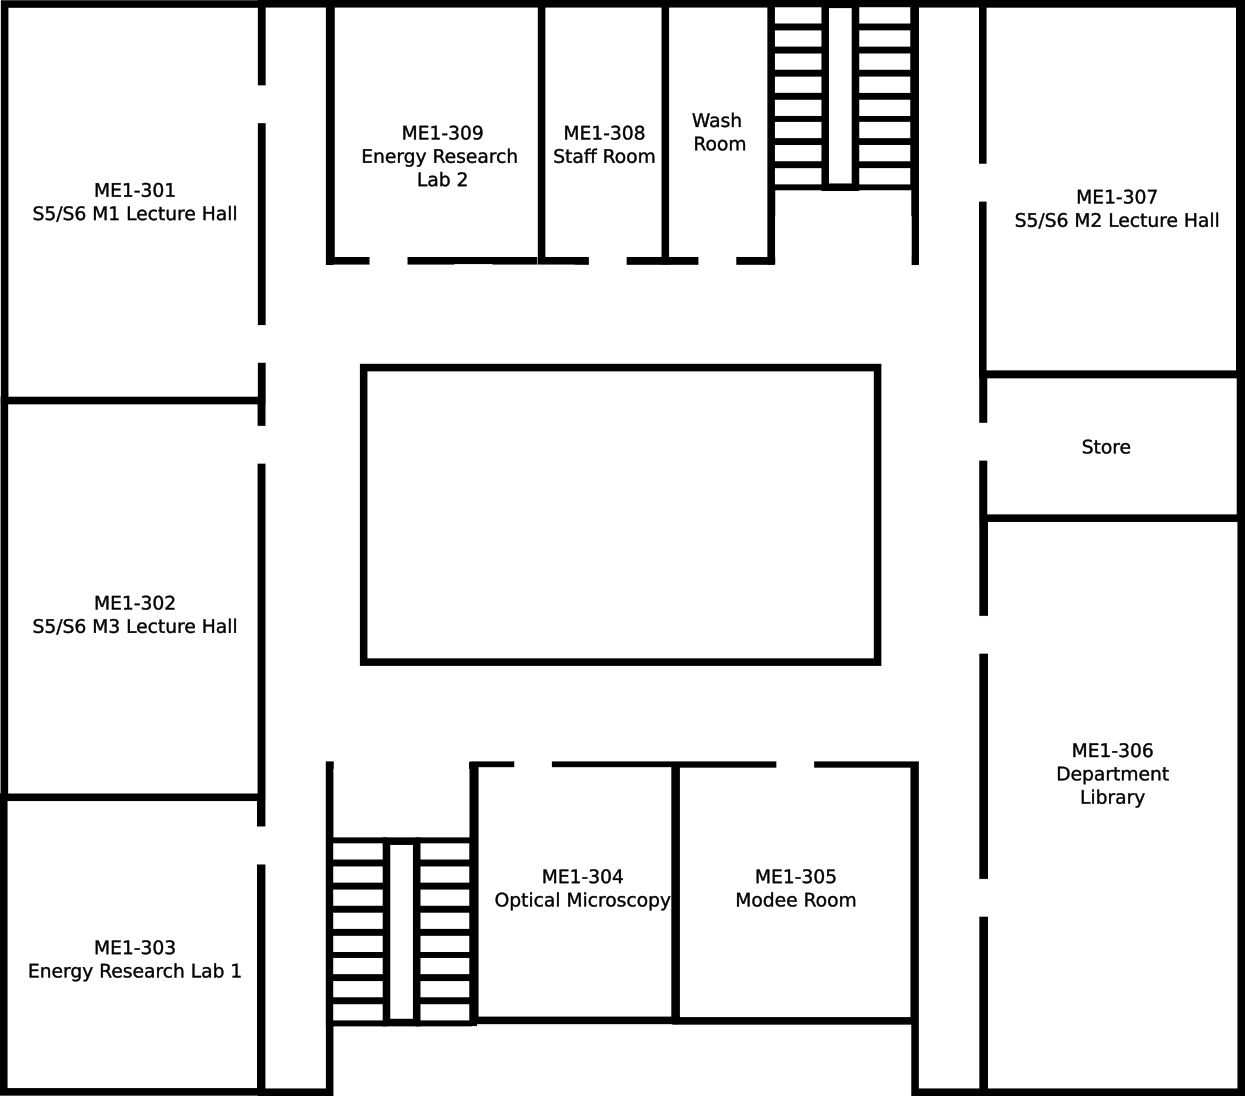 ME1-309
Energy Research
Lab 2
ME1-308
Staff Room
Wash
Room
ME1-301
S5/S6 M1 Lecture Hall
ME1-307
S5/S6 M2 Lecture Hall
Store
ME1-302
S5/S6 M3 Lecture Hall
ME1-306
Department
Library
ME1-304
Optical Microscopy
ME1-305
Modee Room
ME1-303
Energy Research Lab 1